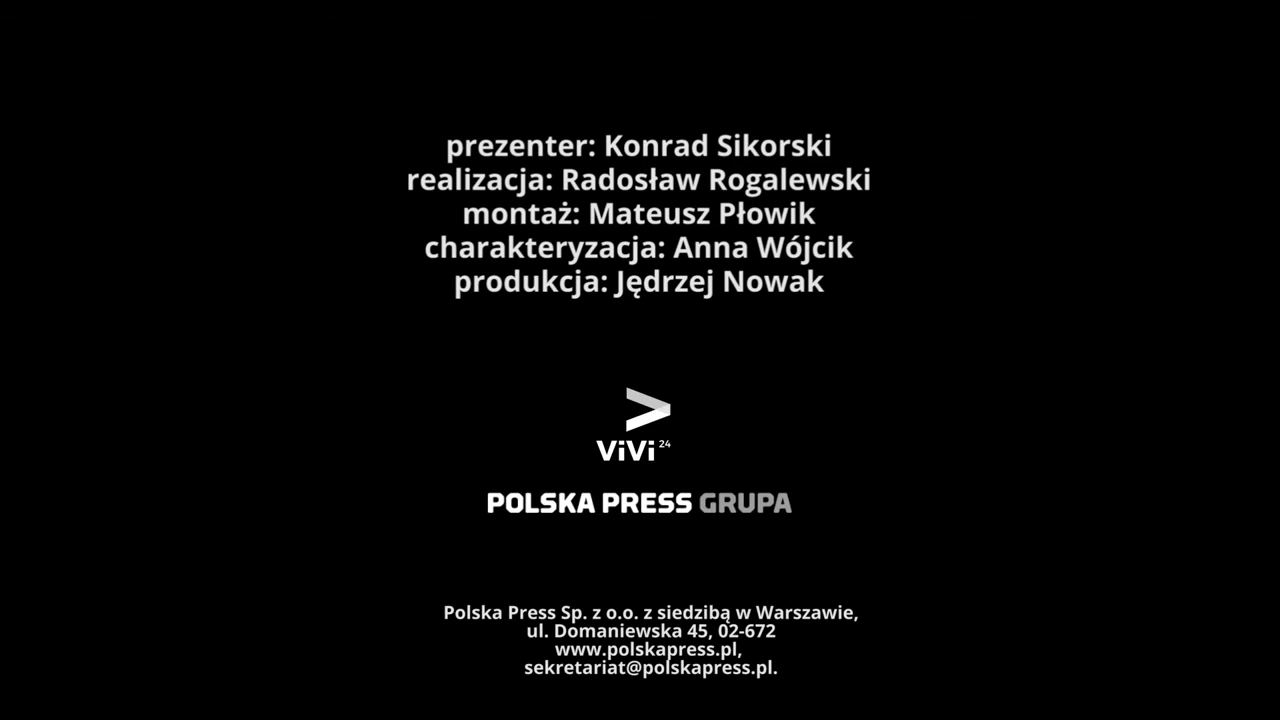 prezenter: Konrad Sikorski
realizacja: Radosław Rogalewski
montaż: Mateusz Płowik
charakteryzacja: Anna Wójcik
produkcja: Jędrzej Nowak
ViVi 24
POLSKA PRESS GRUPA
Polska Press Sp. z o.o. z siedzibą w Warszawie,
ul. Domaniewska 45, 02-672
www.polskapress.pl,
sekretariat@polskapress.pl.